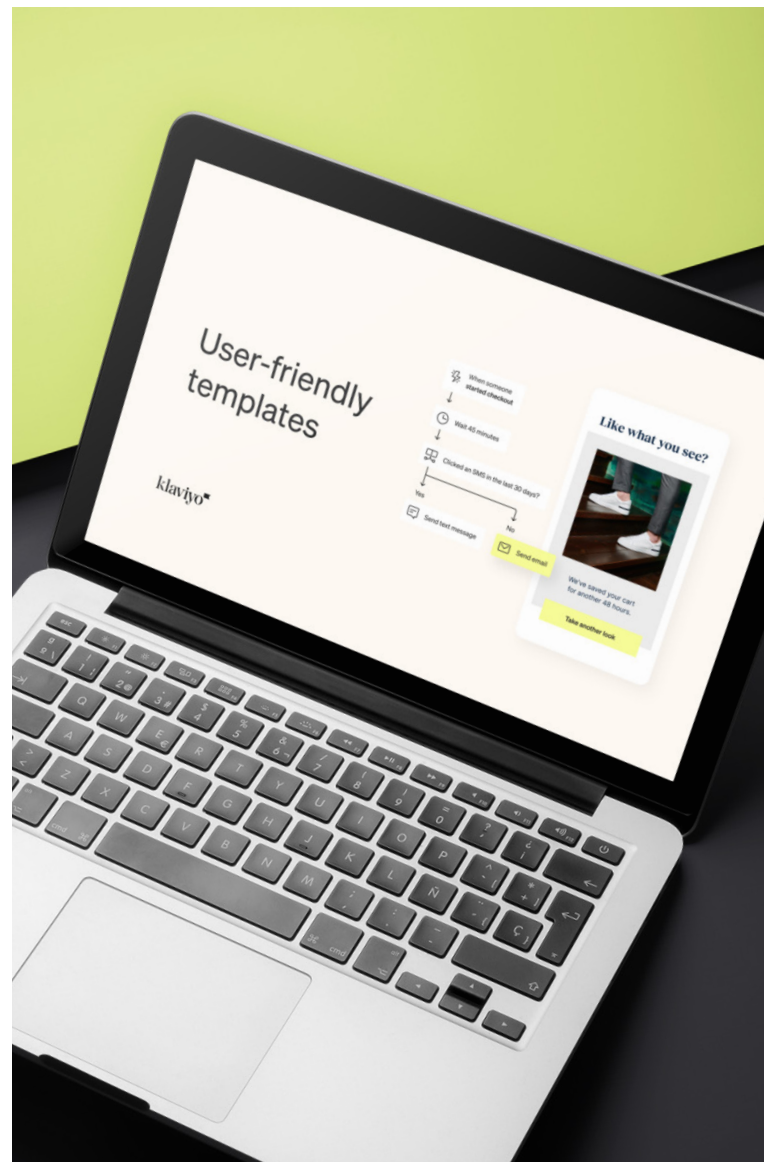 User-friendly
templates
klaviyo
When someone
started checkout
Wait 45 minutes
Clicked an SMS in the last 30 days?
Yes
No
Send text message
Send email
Like what you see?
We've saved your cart
for another 48 hours.
Take another look
Q W E R T Y U I O P
A S D F G H J K L Ñ
Z X C V B N M
cmd
cmd